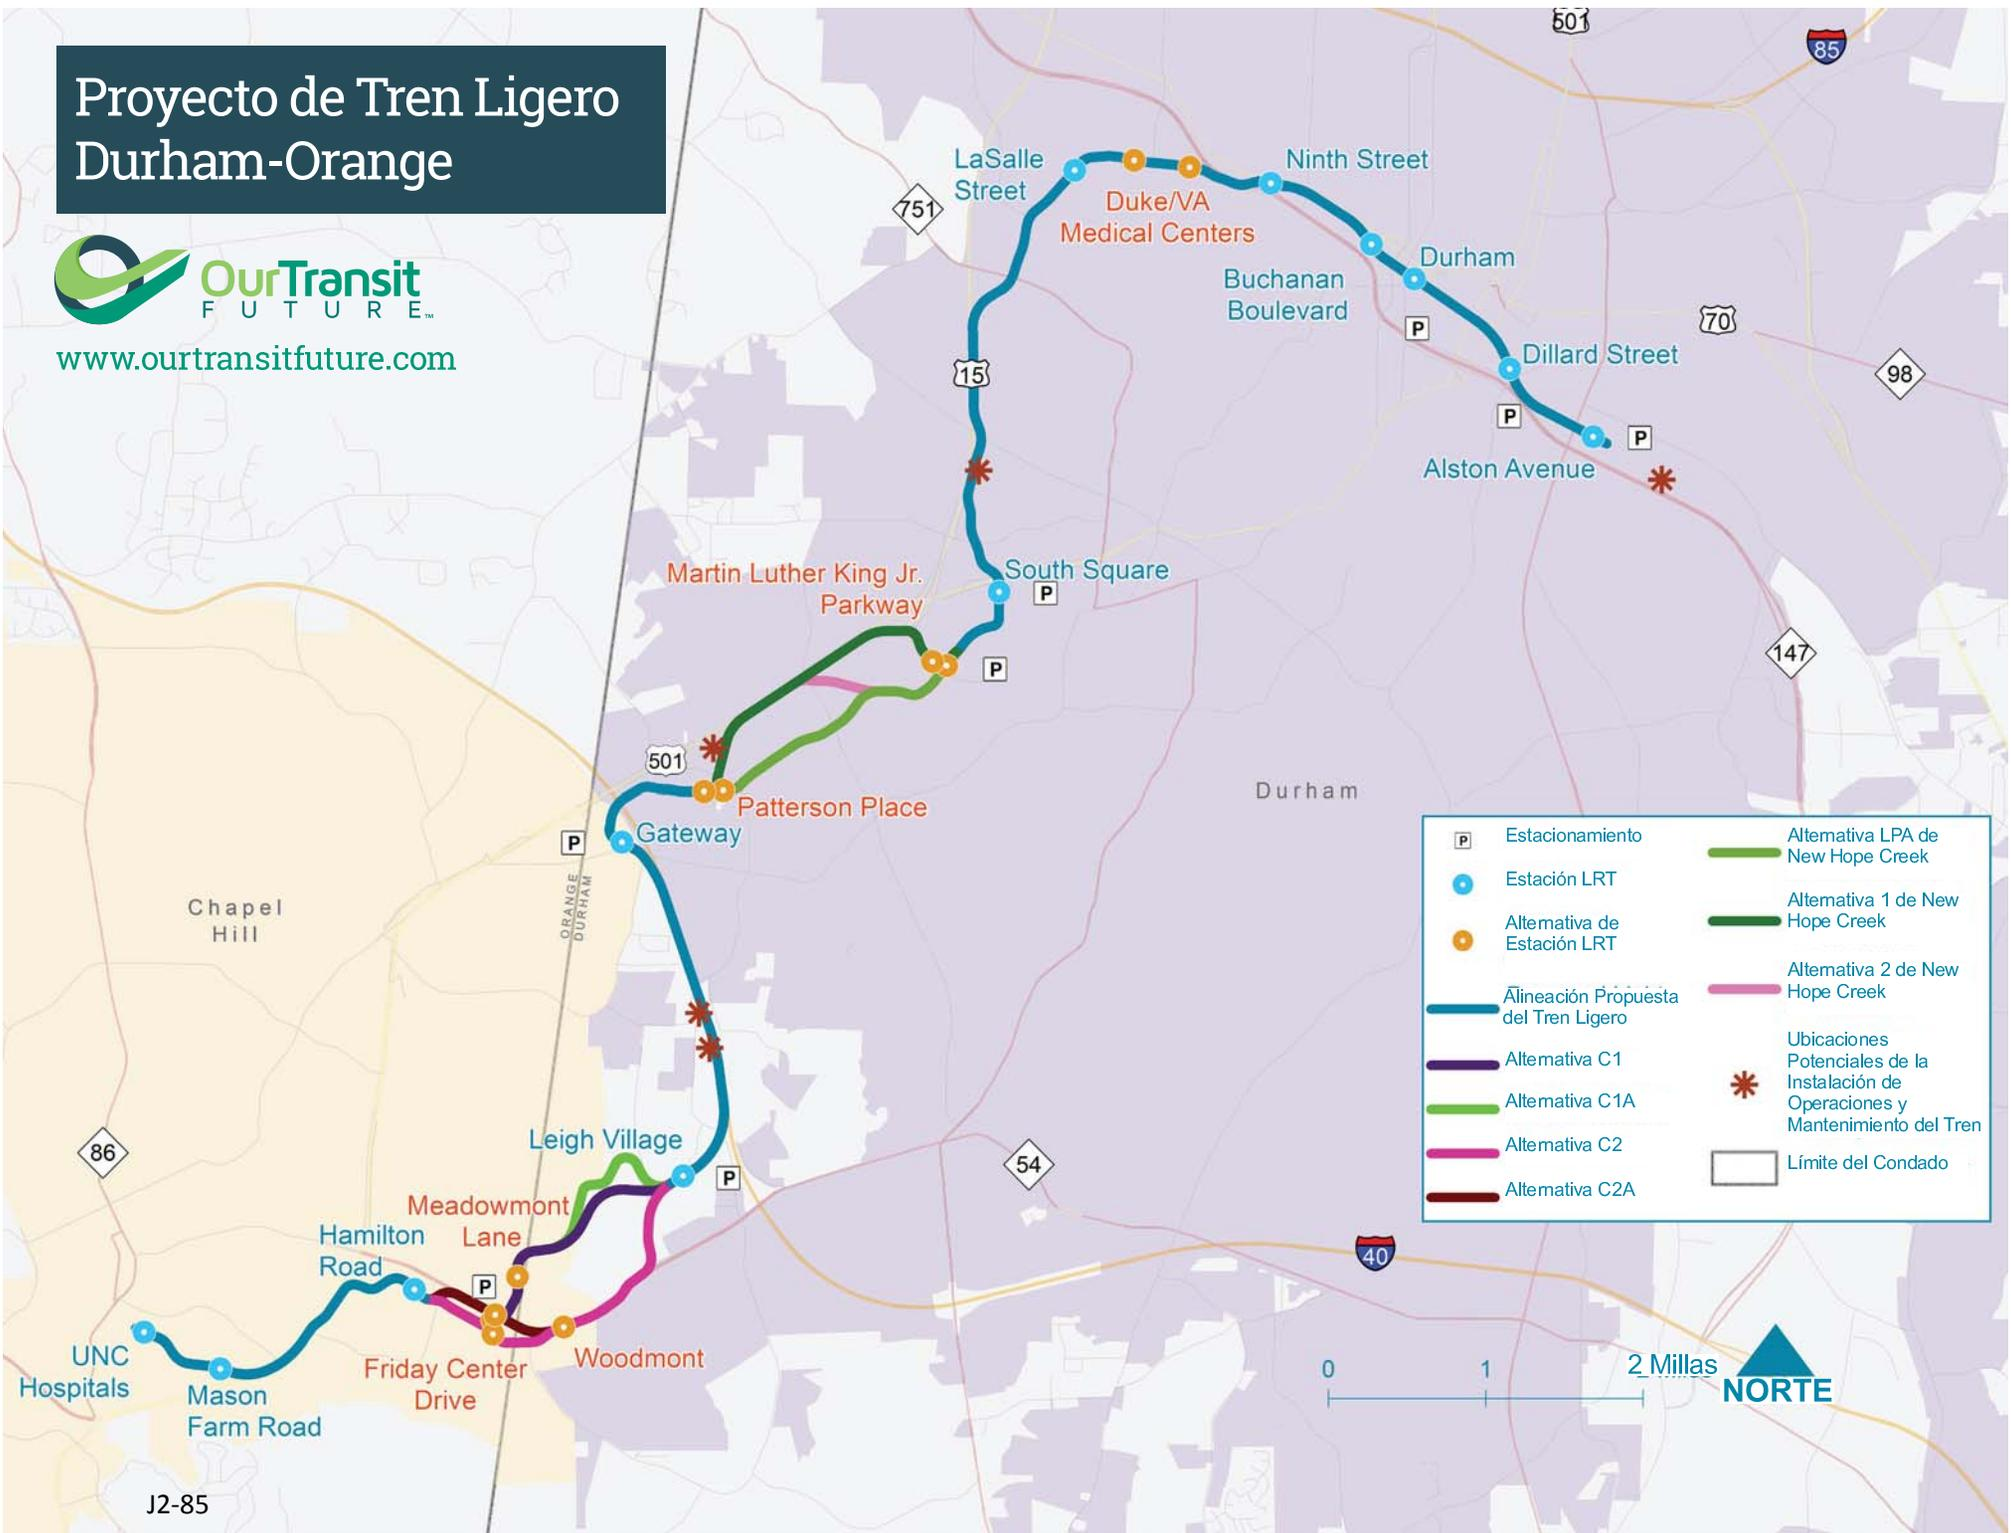 Proyecto de Tren Ligero
Durham-Orange
OurTransit
FUTURE™
www.ourtransitfuture.com
501
85
751
LaSalle
Street
Duke/VA
Medical Centers
Ninth Street
Buchanan
Boulevard
Durham
P
70
15
Dillard Street
98
P
P
Alston Avenue
Martin Luther King Jr.
Parkway
South Square
P
P
147
501
Patterson Place
P
Gateway
Durham
ORANGE
DURHAM
Chapel
Hill
86
Leigh Village
P
54
Meadowmont
Lane
Hamilton
Road
P
40
UNC
Hospitals
Mason
Farm Road
Friday Center
Drive
Woodmont
P
Estacionamiento
Estación LRT
Alternativa de
Estación LRT
Alineación Propuesta
del Tren Ligero
Alternativa C1
Alternativa C1A
Alternativa C2
Alternativa C2A
Alternativa LPA de
New Hope Creek
Alternativa 1 de New
Hope Creek
Alternativa 2 de New
Hope Creek
Ubicaciones
Potenciales de la
Instalación de
Operaciones y
Mantenimiento del Tren
Límite del Condado
0 1 2 Millas
NORTE
J2-85